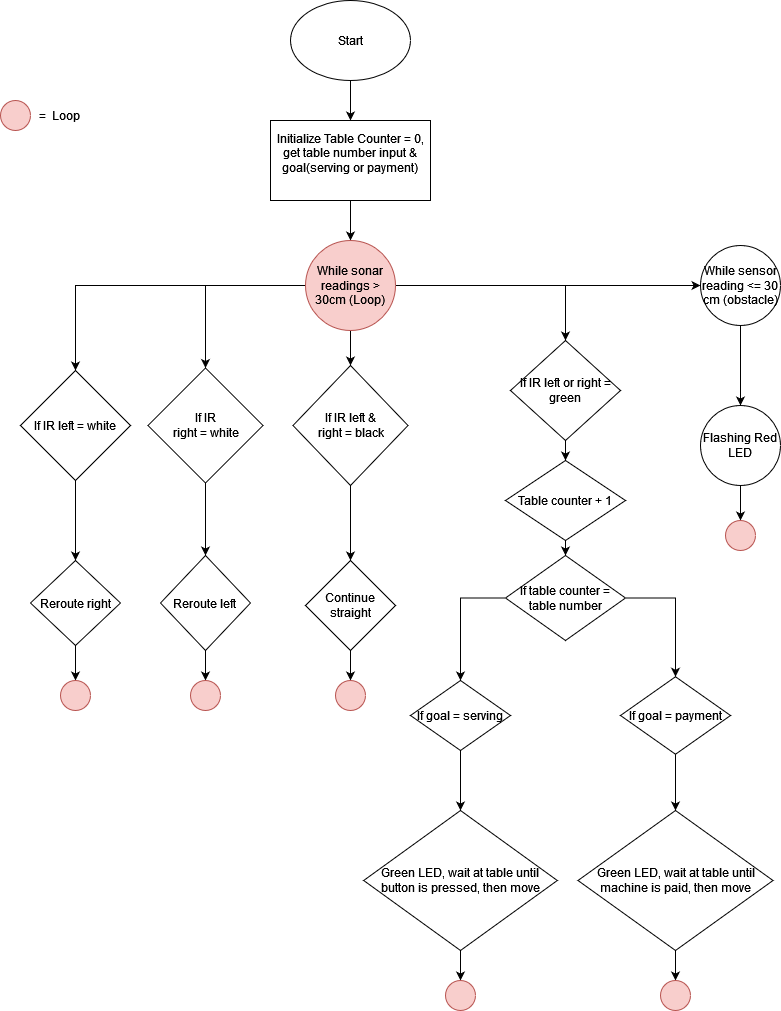 Start
= Loop
Initialize Table Counter = 0,
get table number input &
goal(serving or payment)
While sonar
readings >
30cm (Loop)
While sensor
reading <= 30
cm (obstacle)
If IR left = white
If IR
right = white
If IR left &
right = black
If IR left or right =
green
Flashing Red
LED
Table counter + 1
Reroute right
Reroute left
Continue
straight
If table counter =
table number
If goal = serving
If goal = payment
Green LED, wait at table until
button is pressed, then move
Green LED, wait at table until
machine is paid, then move